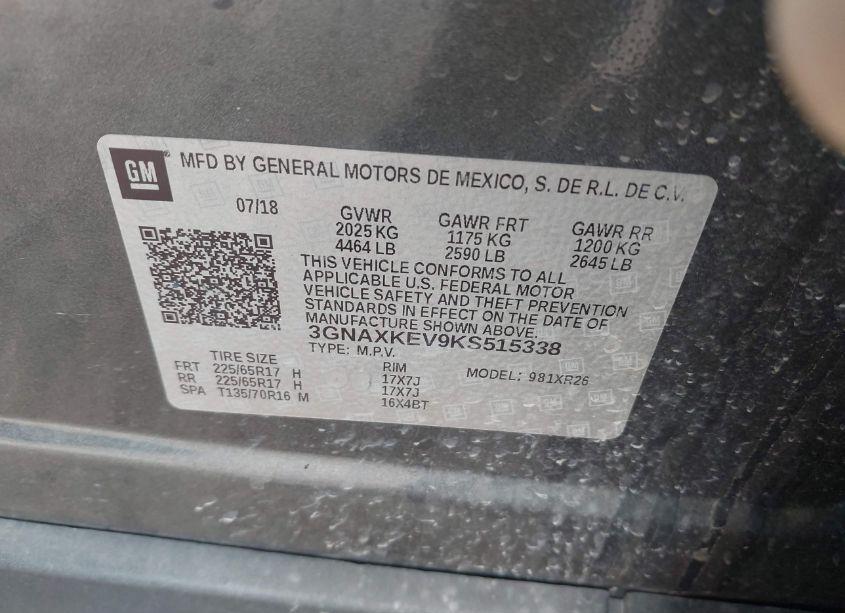 GM ® MFD BY GENERAL MOTORS DE MEXICO, S. DE R.L. DE C.V.
07/18 GVWR GAWR FRT GAWR RR
2025 KG 1175 KG 1200 KG
4464 LB 2590 LB 2645 LB
THIS VEHICLE CONFORMS TO ALL
APPLICABLE U.S. FEDERAL MOTOR
VEHICLE SAFETY AND THEFT PREVENTION
STANDARDS IN EFFECT ON THE DATE OF
MANUFACTURE SHOWN ABOVE.
3GNAXKEV9KS515338
TYPE: M.P.V. MODEL: 981XR26
TIRE SIZE RIM
FRT 225/65R17 H 17X7J
RR 225/65R17 H 17X7J
SPA T135/70R16 M 16X4BT